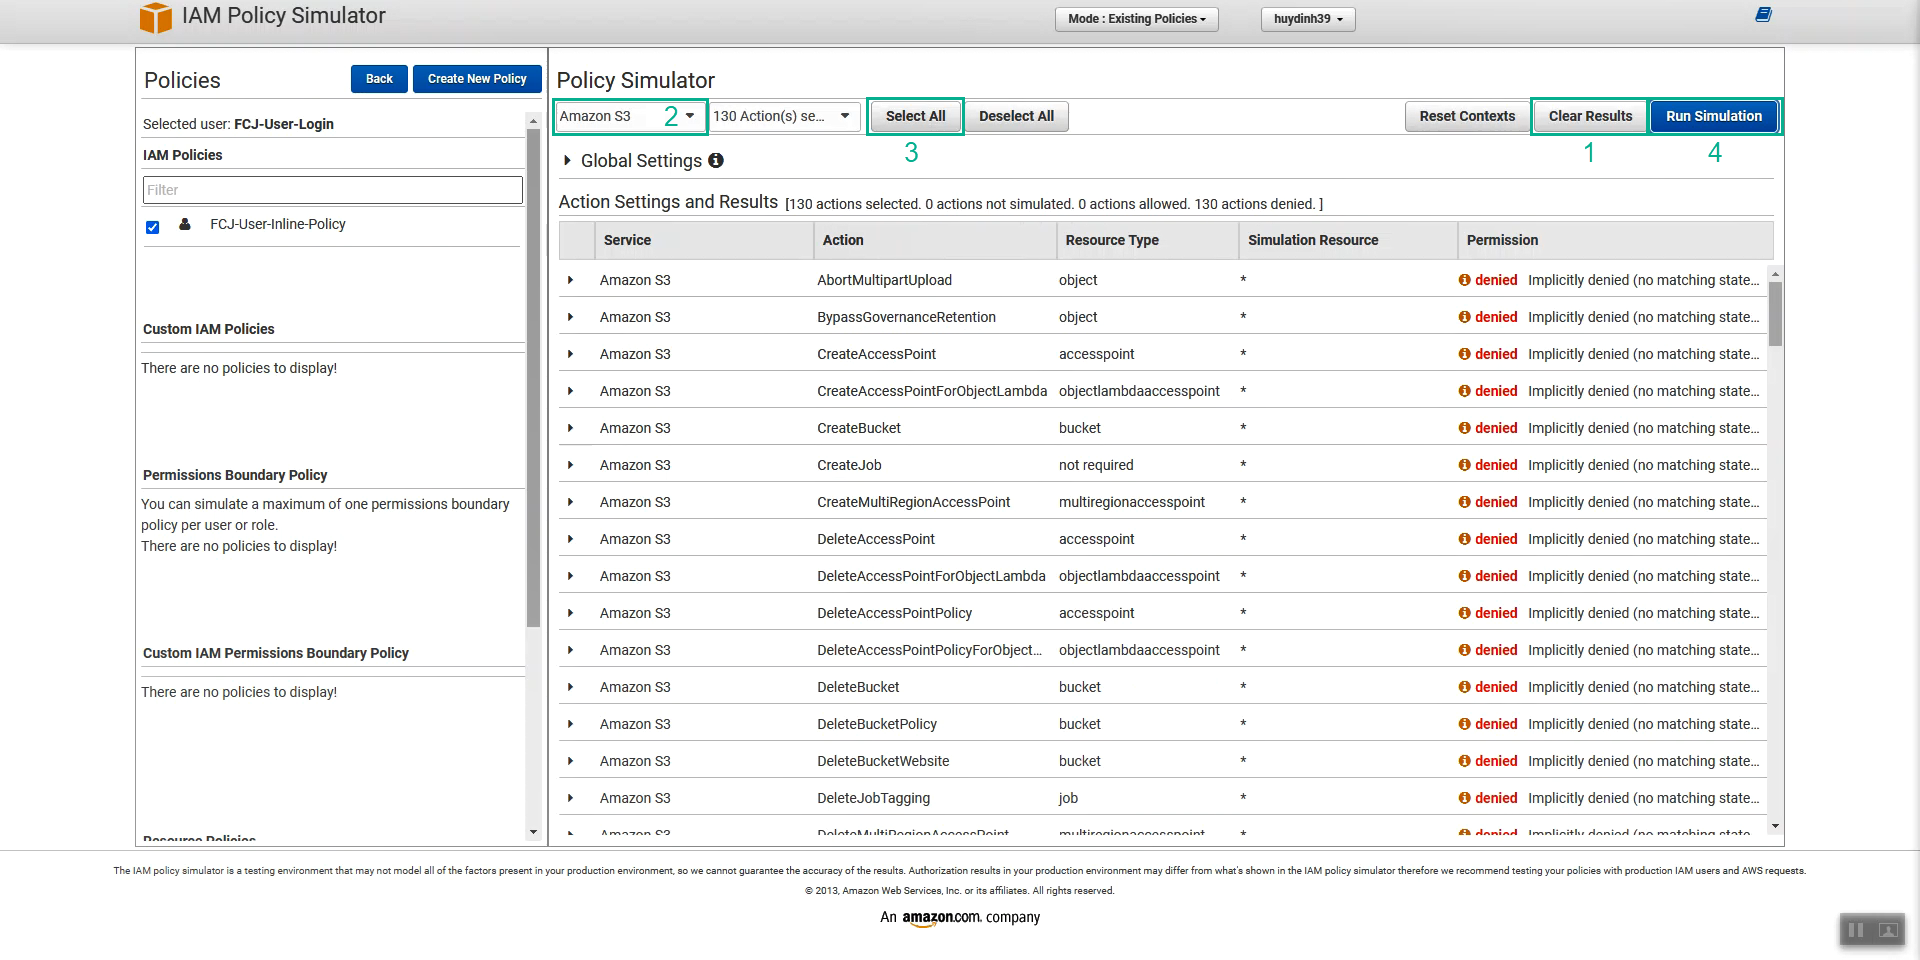 IAM Policy Simulator
Mode : Existing Policies
huydinh39
Policies
Back
Create New Policy
Selected user: FCJ-User-Login
IAM Policies
Filter
FCJ-User-Inline-Policy
Custom IAM Policies
There are no policies to display!
Permissions Boundary Policy
You can simulate a maximum of one permissions boundary
policy per user or role.
There are no policies to display!
Custom IAM Permissions Boundary Policy
There are no policies to display!
Resource Policies
Policy Simulator
Amazon S3 2
130 Action(s) se...
Select All
Deselect All
Reset Contexts
Clear Results
Run Simulation
3
1
4
Global Settings
Action Settings and Results [130 actions selected. 0 actions not simulated. 0 actions allowed. 130 actions denied. ]
Service Action Resource Type Simulation Resource Permission
Amazon S3 AbortMultipartUpload object * denied Implicitly denied (no matching state...
Amazon S3 BypassGovernanceRetention object * denied Implicitly denied (no matching state...
Amazon S3 CreateAccessPoint accesspoint * denied Implicitly denied (no matching state...
Amazon S3 CreateAccessPointForObjectLambda objectlambdaaccesspoint * denied Implicitly denied (no matching state...
Amazon S3 CreateBucket bucket * denied Implicitly denied (no matching state...
Amazon S3 CreateJob not required * denied Implicitly denied (no matching state...
Amazon S3 CreateMultiRegionAccessPoint multiregionaccesspoint * denied Implicitly denied (no matching state...
Amazon S3 DeleteAccessPoint accesspoint * denied Implicitly denied (no matching state...
Amazon S3 DeleteAccessPointForObjectLambda objectlambdaaccesspoint * denied Implicitly denied (no matching state...
Amazon S3 DeleteAccessPointPolicy accesspoint * denied Implicitly denied (no matching state...
Amazon S3 DeleteAccessPointPolicyForObject... objectlambdaaccesspoint * denied Implicitly denied (no matching state...
Amazon S3 DeleteBucket bucket * denied Implicitly denied (no matching state...
Amazon S3 DeleteBucketPolicy bucket * denied Implicitly denied (no matching state...
Amazon S3 DeleteBucketWebsite bucket * denied Implicitly denied (no matching state...
Amazon S3 DeleteJobTagging job * denied Implicitly denied (no matching state...
Amazon S3 DeleteMultiRegionAccessPoint multiregionaccesspoint * denied Implicitly denied (no matching state...
The IAM policy simulator is a testing environment that may not model all of the factors present in your production environment, so we cannot guarantee the accuracy of the results. Authorization results in your production environment may differ from what's shown in the IAM policy simulator therefore we recommend testing your policies with production IAM users and AWS requests.
© 2013, Amazon Web Services, Inc. or its affiliates. All rights reserved.
An amazon.com. company